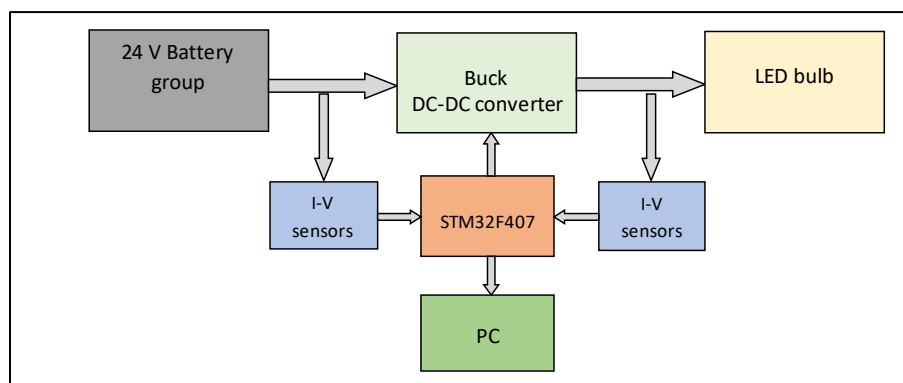 24 V Battery
group
Buck
DC-DC converter
LED bulb
I-V
sensors
STM32F407
I-V
sensors
PC